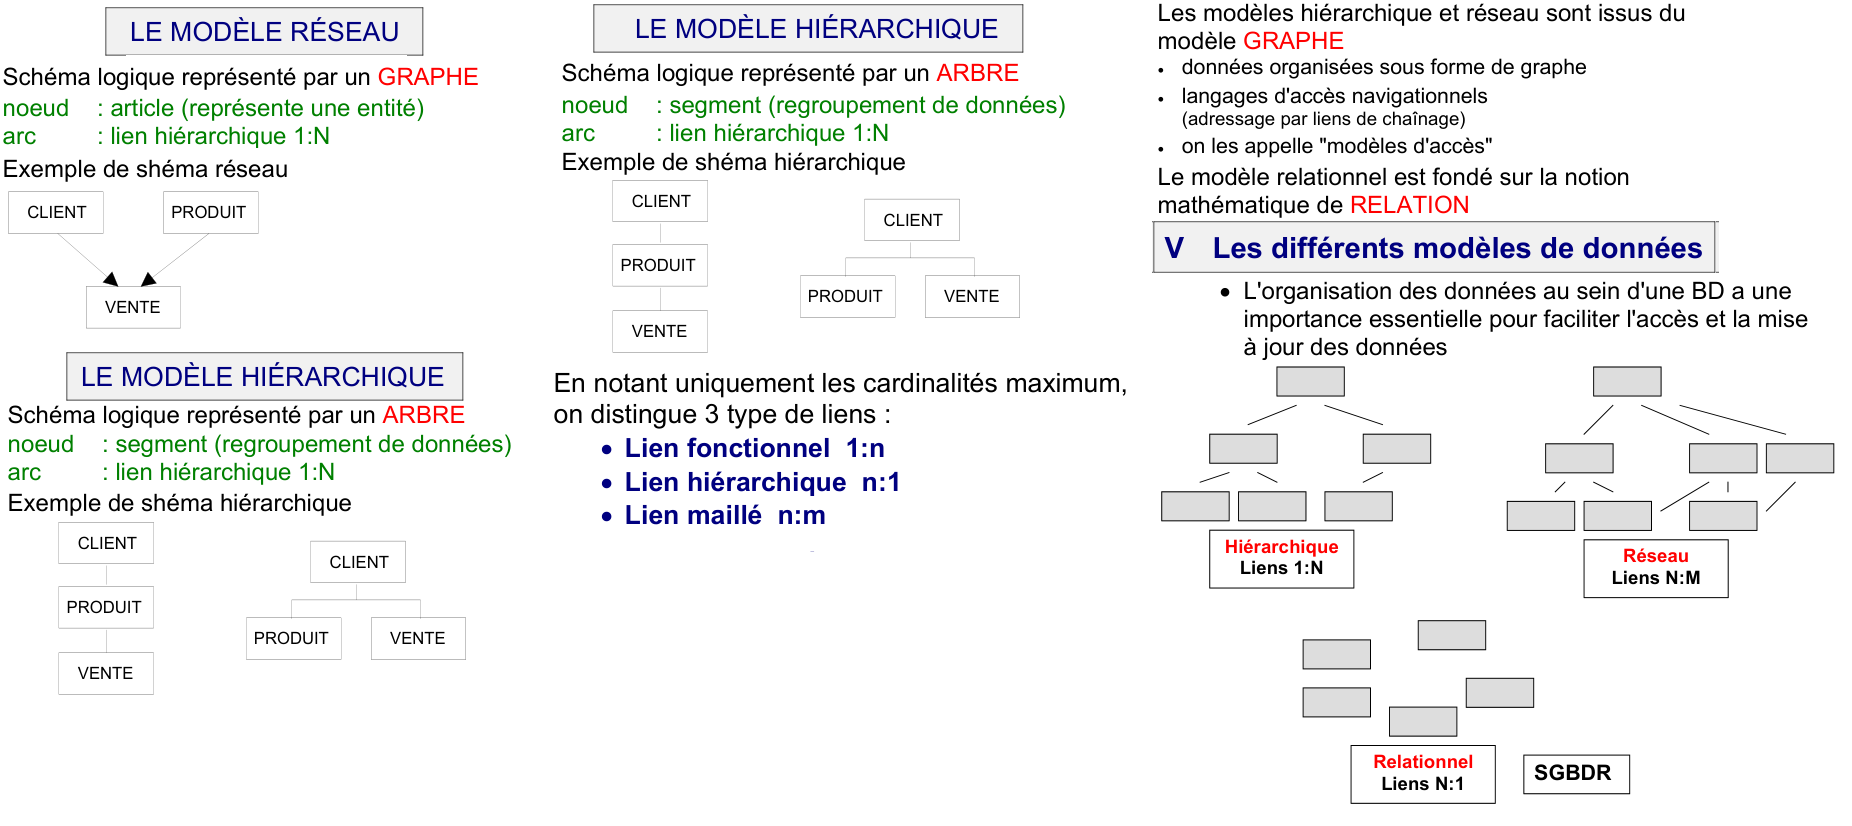 LE MODÈLE RÉSEAU
Schéma logique représenté par un GRAPHE
noeud : article (représente une entité)
arc : lien hiérarchique 1:N
Exemple de shéma réseau
CLIENT PRODUIT
VENTE
LE MODÈLE HIÉRARCHIQUE
Schéma logique représenté par un ARBRE
noeud : segment (regroupement de données)
arc : lien hiérarchique 1:N
Exemple de shéma hiérarchique
CLIENT
CLIENT
PRODUIT
PRODUIT VENTE
VENTE
LE MODÈLE HIÉRARCHIQUE
Schéma logique représenté par un ARBRE
noeud : segment (regroupement de données)
arc : lien hiérarchique 1:N
Exemple de shéma hiérarchique
CLIENT
CLIENT
PRODUIT
PRODUIT VENTE
VENTE
En notant uniquement les cardinalités maximum,
on distingue 3 type de liens :
• Lien fonctionnel 1:n
• Lien hiérarchique n:1
• Lien maillé n:m
Les modèles hiérarchique et réseau sont issus du
modèle GRAPHE
• données organisées sous forme de graphe
• langages d'accès navigationnels
(adressage par liens de chaînage)
• on les appelle "modèles d'accès"
Le modèle relationnel est fondé sur la notion
mathématique de RELATION
V Les différents modèles de données
• L'organisation des données au sein d'une BD a une
importance essentielle pour faciliter l'accès et la mise
à jour des données
Hiérarchique
Liens 1:N
Réseau
Liens N:M
Relationnel
Liens N:1
SGBDR